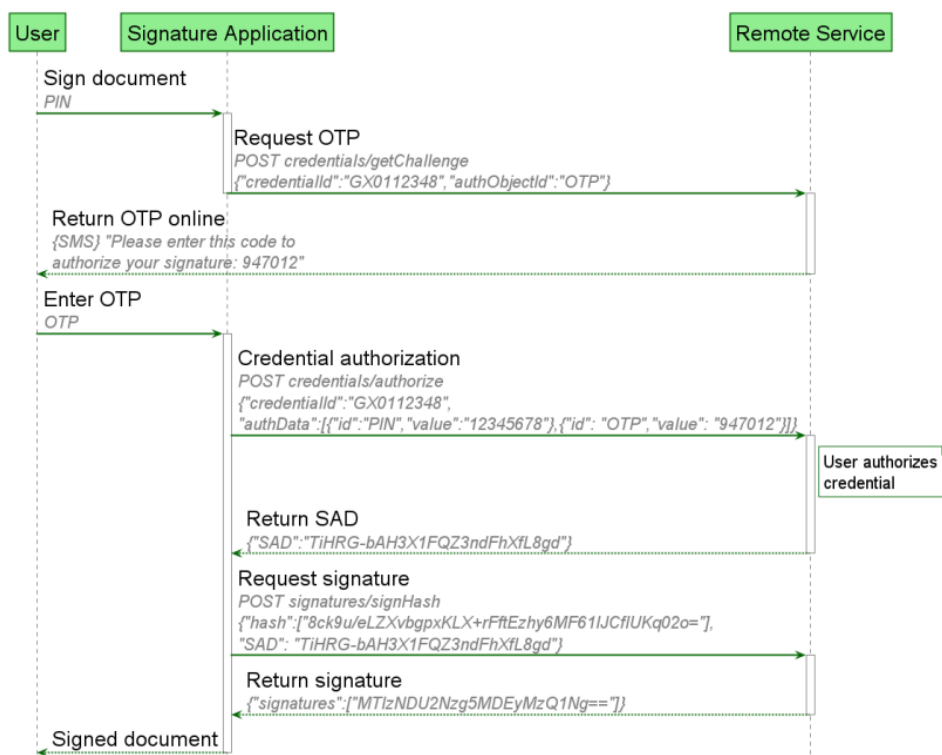 User
Signature Application
Remote Service
Sign document
PIN
Request OTP
POST credentials/getChallenge
{"credentialId":"GX0112348","authObjectId":"OTP"}
Return OTP online
{SMS} "Please enter this code to
authorize your signature: 947012"
Enter OTP
OTP
Credential authorization
POST credentials/authorize
{"credentialId":"GX0112348",
"authData":[{"id":"PIN","value":"12345678"},{"id": "OTP","value": "947012"}]}
User authorizes
credential
Return SAD
{"SAD":"TiHRG-bAH3X1FQZ3ndFhXfL8gd"}
Request signature
POST signatures/signHash
{"hash":["8ck9u/eLZXvbgpxKLX+rFftEzhy6MF61IJCfIUKq02o="],
"SAD": "TiHRG-bAH3X1FQZ3ndFhXfL8gd"}
Return signature
{"signatures":["MTIzNDU2Nzg5MDEyMzQ1Ng=="]}
Signed document